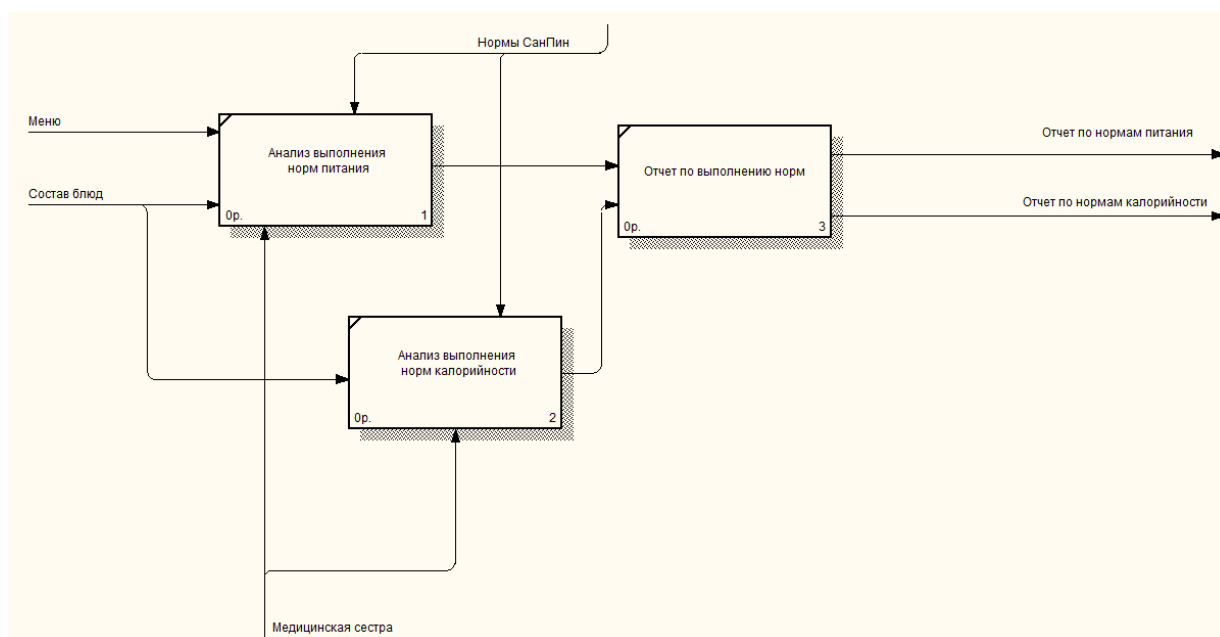 Нормы СанПин
Меню
Анализ выполнения
норм питания
0р.
1
Состав блюд
Отчет по выполнению норм
0р.
3
Отчет по нормам питания
Отчет по нормам калорийности
Анализ выполнения
норм калорийности
0р.
2
Медицинская сестра